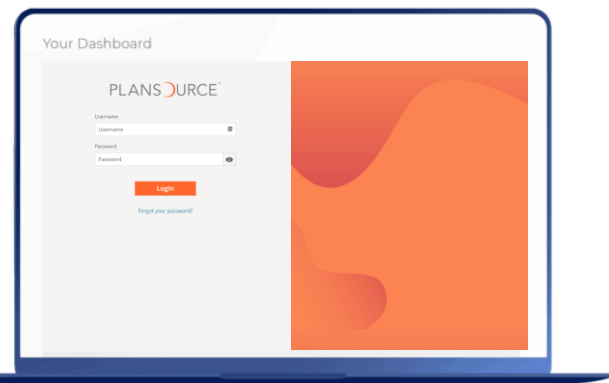 Your Dashboard
PLANSOURCE
Username
Username
Password
Password
Login
Forgot your password?